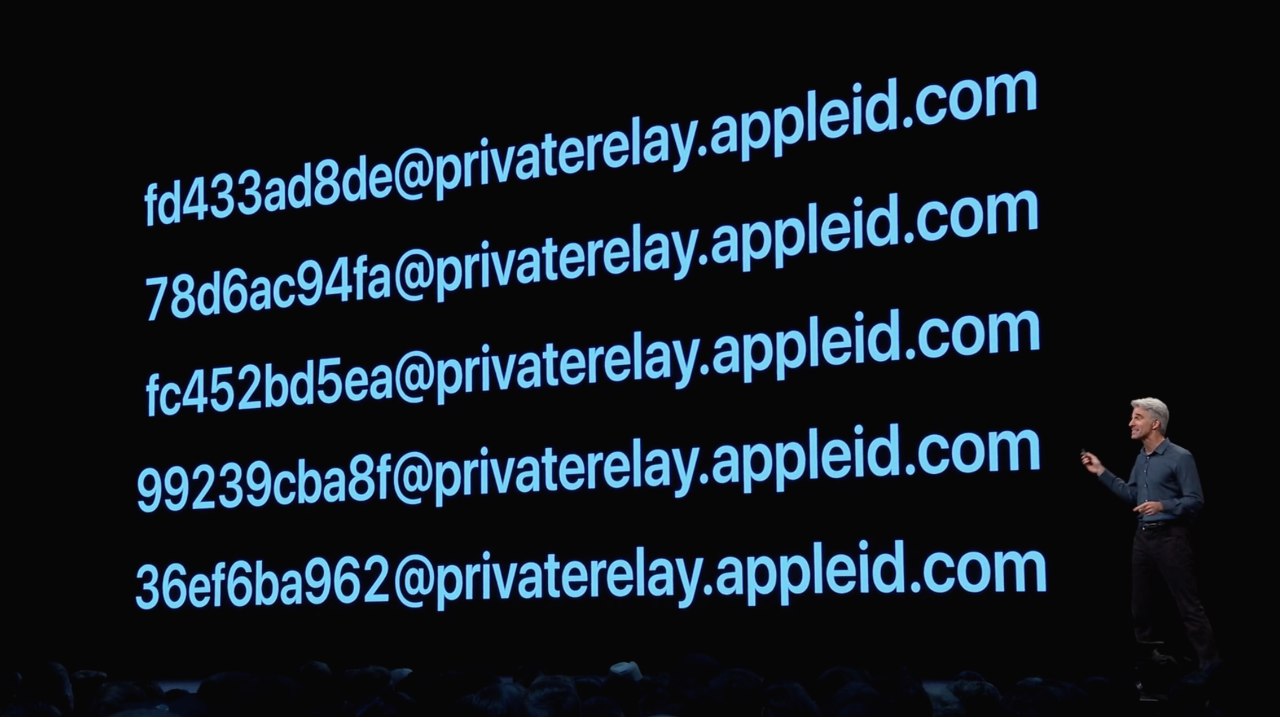 fd433ad8de@privaterelay.appleid.com
78d6ac94fa@privaterelay.appleid.com
fc452bd5ea@privaterelay.appleid.com
99239cba8f@privaterelay.appleid.com
36ef6ba962@privaterelay.appleid.com